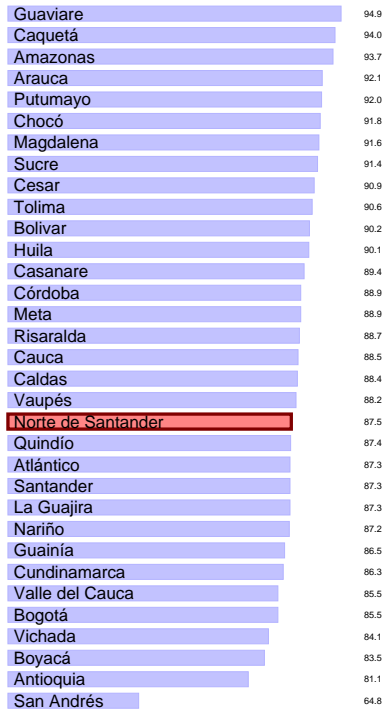 Guaviare 94.9
Caquetá 94.0
Amazonas 93.7
Arauca 92.1
Putumayo 92.0
Chocó 91.8
Magdalena 91.6
Sucre 91.4
Cesar 90.9
Tolima 90.6
Bolivar 90.2
Huila 90.1
Casanare 89.4
Córdoba 88.9
Meta 88.9
Risaralda 88.7
Cauca 88.5
Caldas 88.4
Vaupés 88.2
Norte de Santander 87.5
Quindío 87.4
Atlántico 87.3
Santander 87.3
La Guajira 87.3
Nariño 87.2
Guainía 86.5
Cundinamarca 86.3
Valle del Cauca 85.5
Bogotá 85.5
Vichada 84.1
Boyacá 83.5
Antioquia 81.1
San Andrés 64.8